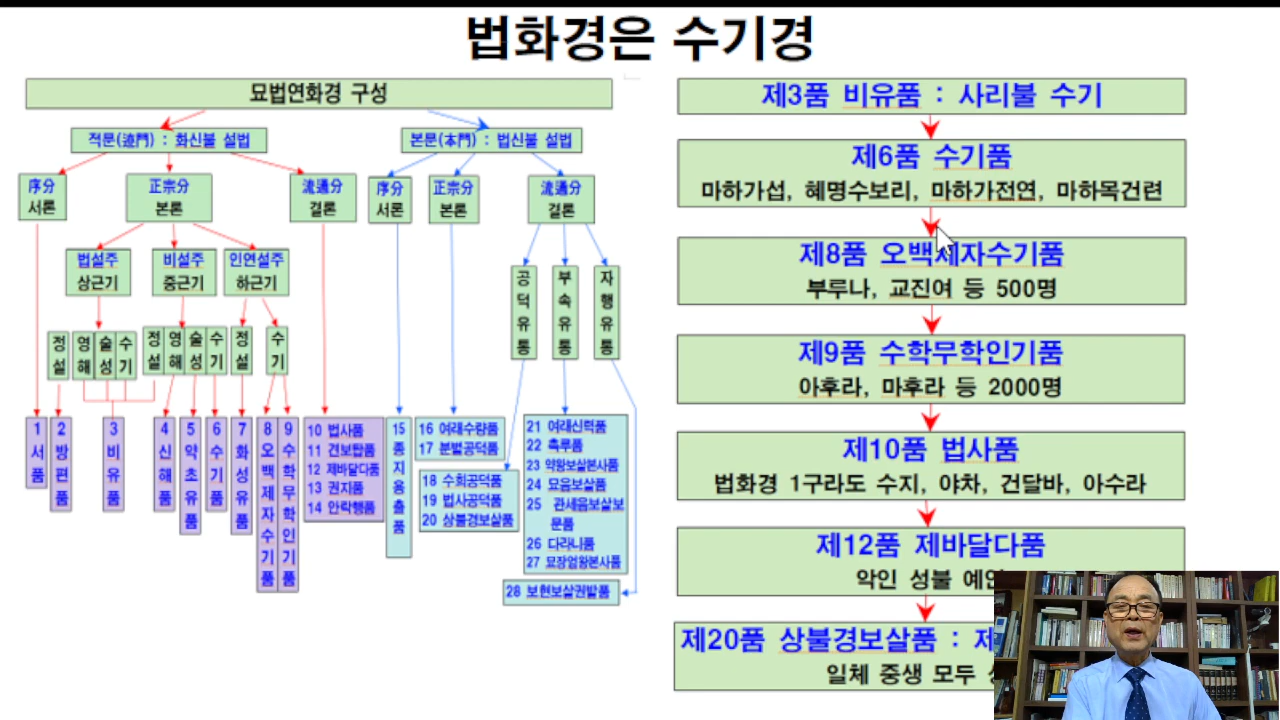 법화경은 수기경
묘법연화경 구성
적문(迹門) : 화신불 설법
본문(本門) : 법신불 설법
序分
서론
正宗分
본론
流通分
결론
序分
서론
正宗分
본론
流通分
결론
법설주
상근기
비설주
중근기
인연설주
하근기
공덕유통
부속유통
자행유통
정설
영해
술성
수기
정설
영해
술성
수기
정설
수기
1 서품
2 방편품
3 비유품
4 신해품
5 약초유품
6 수기품
7 화성유품
8 오백제자수기품
9 수학무학인기품
10 법사품
11 견보탑품
12 제바달다품
13 권지품
14 안락행품
15 종지용출품
16 여래수량품
17 분별공덕품
18 수희공덕품
19 법사공덕품
20 상불경보살품
21 여래신력품
22 촉루품
23 약왕보살본사품
24 묘음보살품
25 관세음보살보
문품
26 다라니품
27 묘장엄왕본사품
28 보현보살권발품
제3품 비유품 : 사리불 수기
제6품 수기품
마하가섭, 혜명수보리, 마하가전연, 마하목건련
제8품 오백제자수기품
부루나, 교진여 등 500명
제9품 수학무학인기품
아후라, 마후라 등 2000명
제10품 법사품
법화경 1구라도 수지, 야차, 건달바, 아수라
제12품 제바달다품
악인 성불
제20품 상불경보살품 :
일체 중생 모두